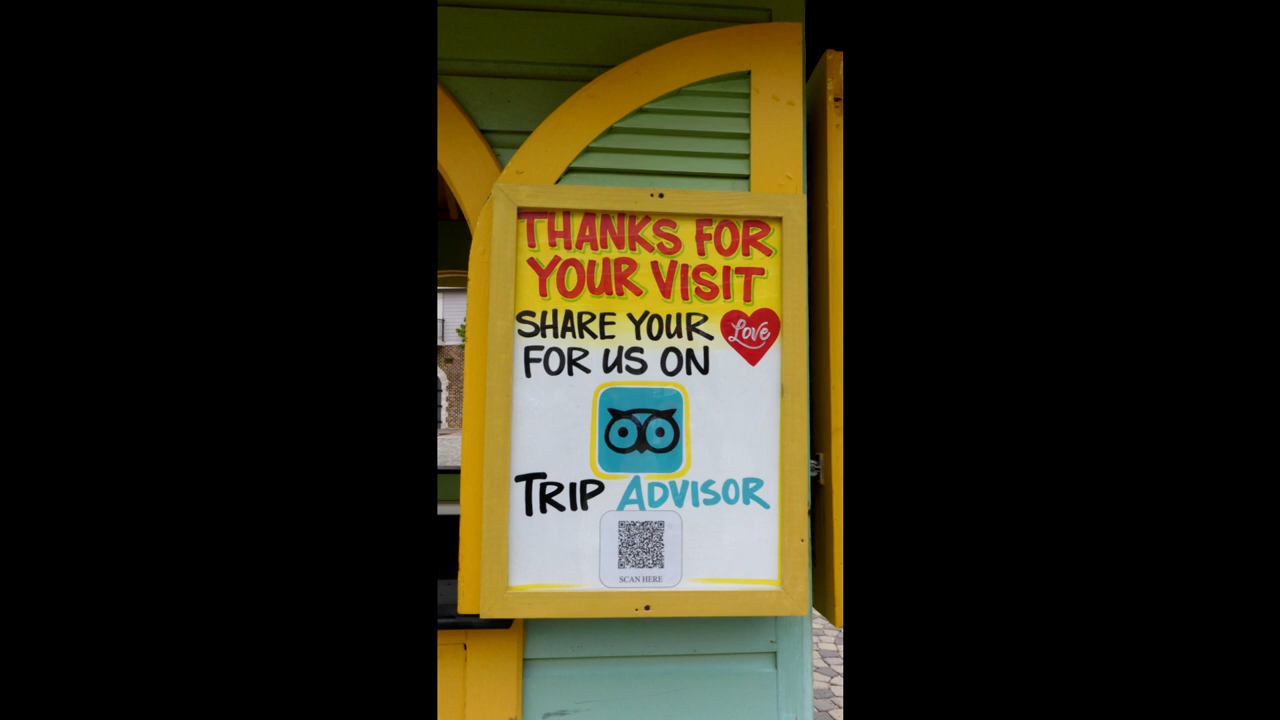 THANKS FOR
YOUR VISIT
SHARE YOUR Love
FOR US ON
TRIP ADVISOR
SCAN HERE